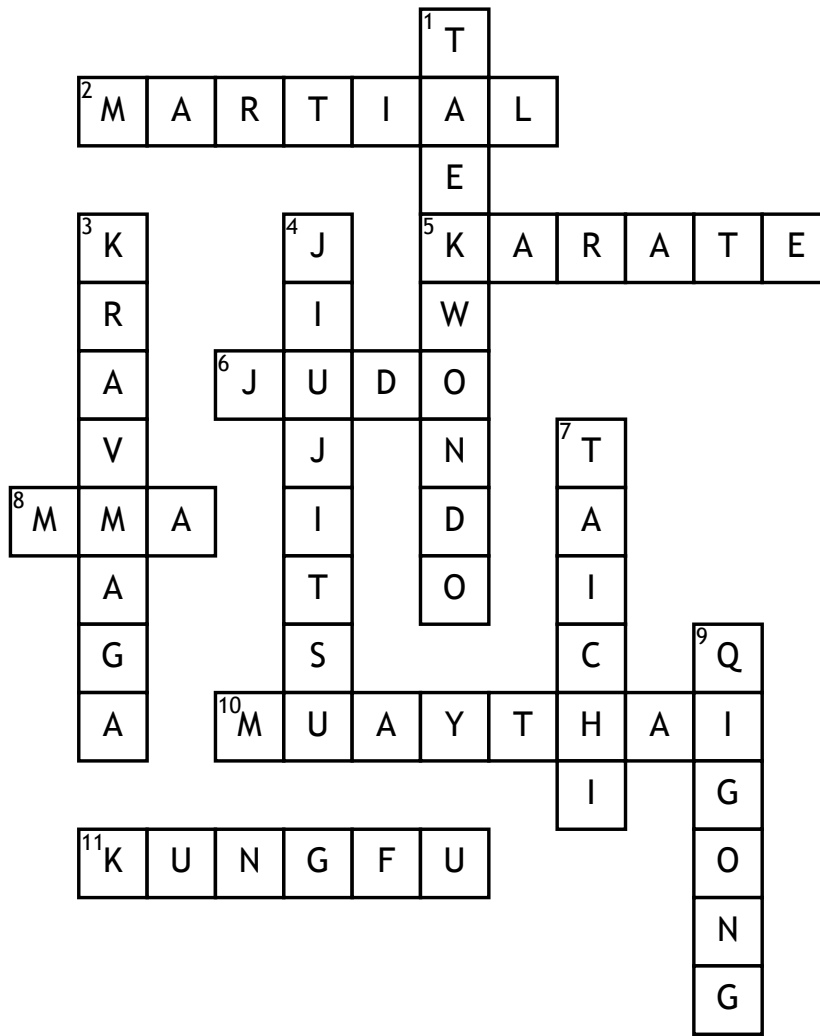 1 T
2 M A R T I A L
E
3 K 4 J 5 K A R A T E
R I W
A 6 J U D O
V J N 7 T
8 M M A I D A
A T O I
G S C 9 Q
A 10 M U A Y T H A I
I G
11 K U N G F U O
N
G